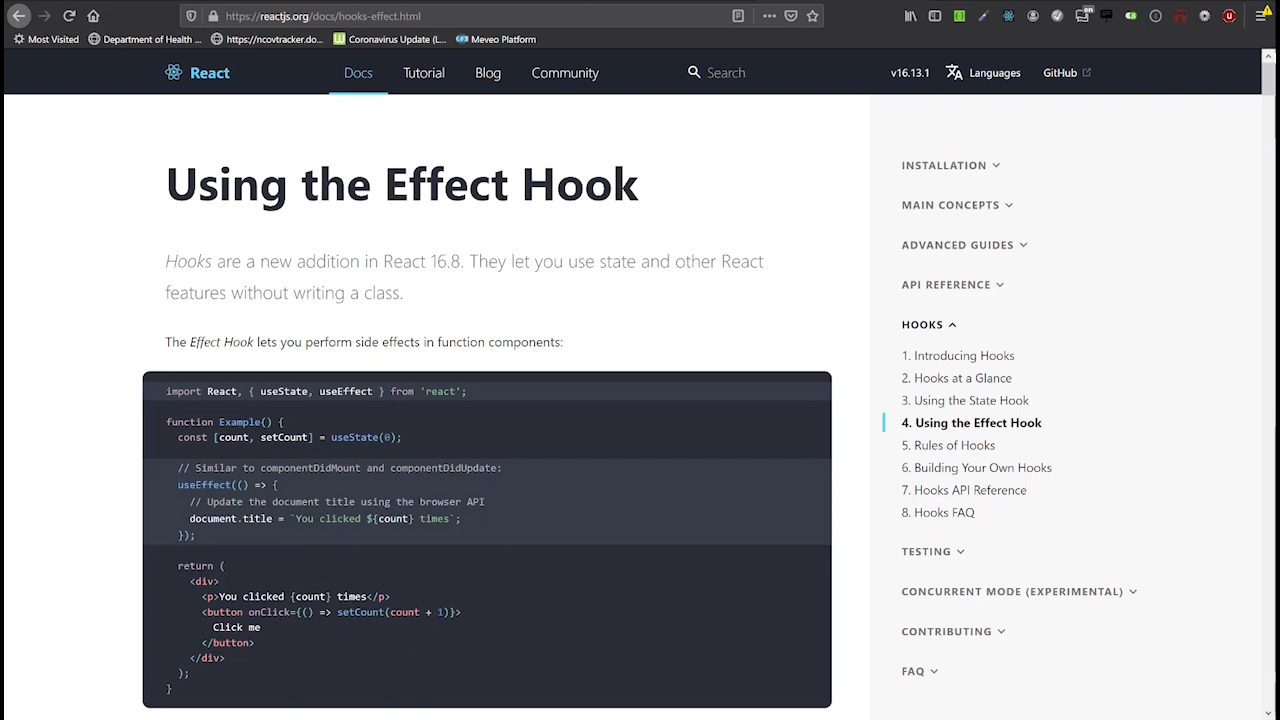 https://reactjs.org/docs/hooks-effect.html
Most Visited
Department of Health ...
https://ncovtracker.do...
Coronavirus Update (L...
Meveo Platform
React
Docs
Tutorial
Blog
Community
Search
v16.13.1
Languages
GitHub
Using the Effect Hook
Hooks are a new addition in React 16.8. They let you use state and other React
features without writing a class.
The Effect Hook lets you perform side effects in function components:
import React, { useState, useEffect } from 'react';
function Example() {
const [count, setCount] = useState(0);
// Similar to componentDidMount and componentDidUpdate:
useEffect(() => {
// Update the document title using the browser API
document.title = `You clicked ${count} times`;
});
return (
<div>
<p>You clicked {count} times</p>
<button onClick={() => setCount(count + 1)}>
Click me
</button>
</div>
);
}
INSTALLATION
MAIN CONCEPTS
ADVANCED GUIDES
API REFERENCE
HOOKS
1. Introducing Hooks
2. Hooks at a Glance
3. Using the State Hook
4. Using the Effect Hook
5. Rules of Hooks
6. Building Your Own Hooks
7. Hooks API Reference
8. Hooks FAQ
TESTING
CONCURRENT MODE (EXPERIMENTAL)
CONTRIBUTING
FAQ